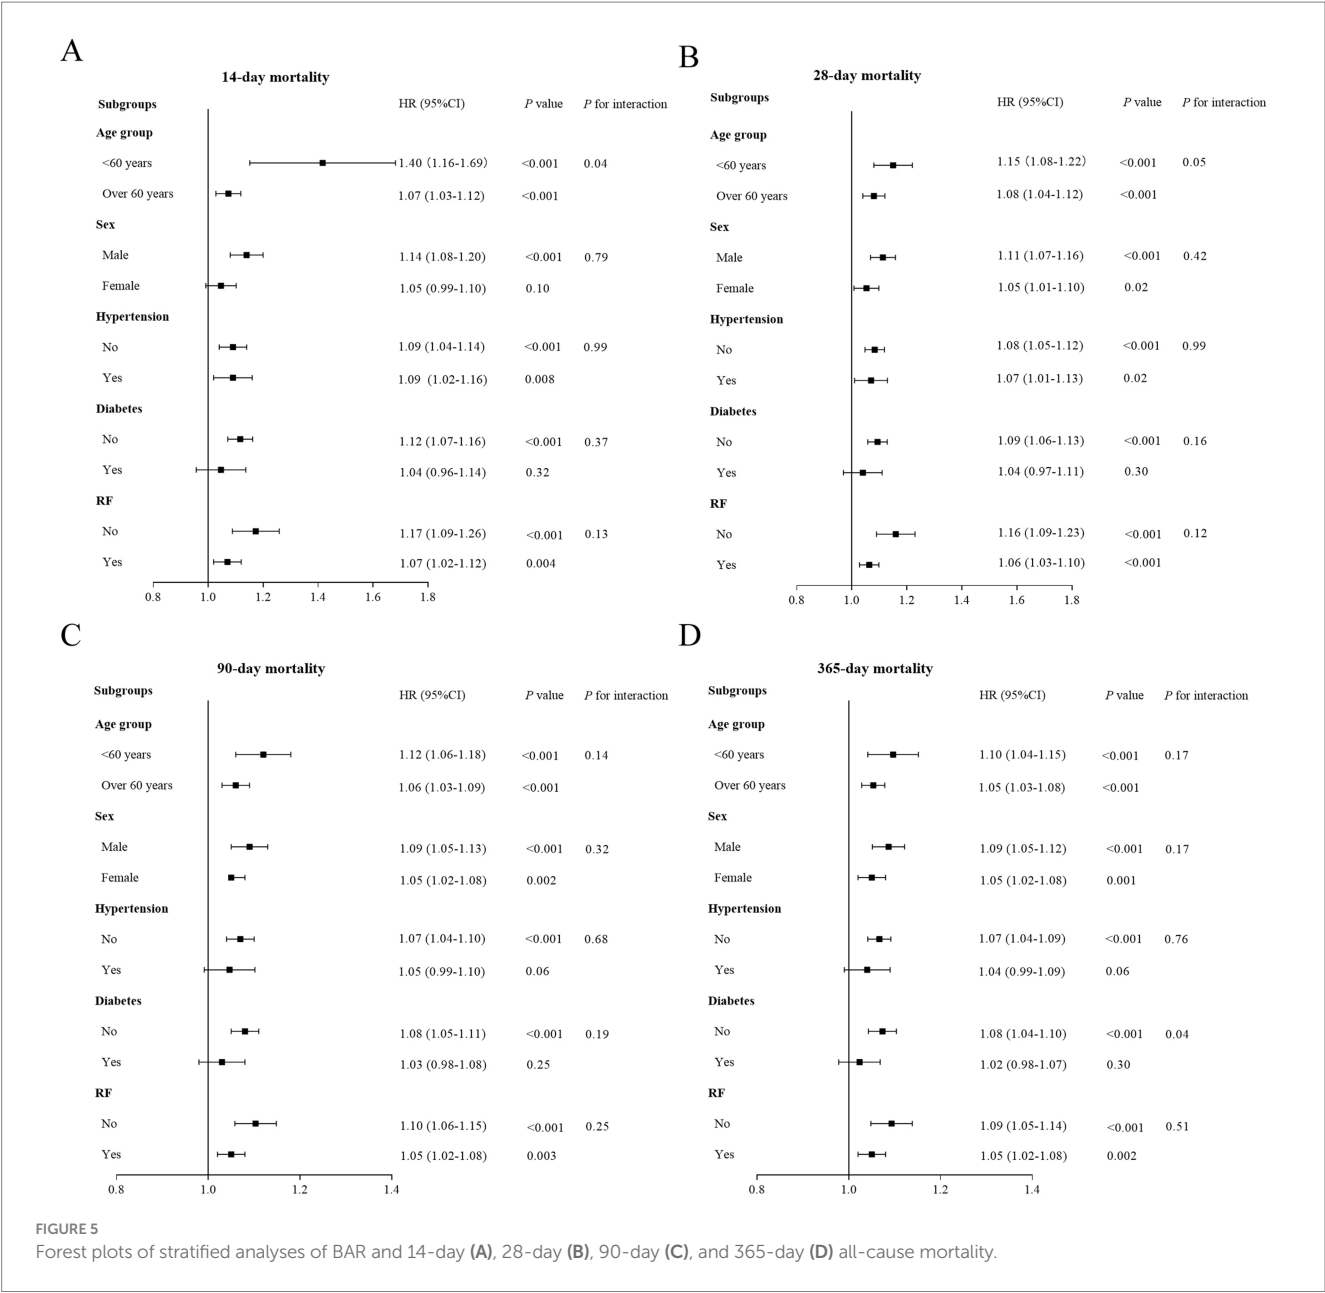 A
14-day mortality
Subgroups HR (95%CI) P value P for interaction
Age group
<60 years 1.40 (1.16-1.69) <0.001 0.04
Over 60 years 1.07 (1.03-1.12) <0.001
Sex
Male 1.14 (1.08-1.20) <0.001 0.79
Female 1.05 (0.99-1.10) 0.10
Hypertension
No 1.09 (1.04-1.14) <0.001 0.99
Yes 1.09 (1.02-1.16) 0.008
Diabetes
No 1.12 (1.07-1.16) <0.001 0.37
Yes 1.04 (0.96-1.14) 0.32
RF
No 1.17 (1.09-1.26) <0.001 0.13
Yes 1.07 (1.02-1.12) 0.004
0.8 1.0 1.2 1.4 1.6 1.8
B
28-day mortality
Subgroups HR (95%CI) P value P for interaction
Age group
<60 years 1.15 (1.08-1.22) <0.001 0.05
Over 60 years 1.08 (1.04-1.12) <0.001
Sex
Male 1.11 (1.07-1.16) <0.001 0.42
Female 1.05 (1.01-1.10) 0.02
Hypertension
No 1.08 (1.05-1.12) <0.001 0.99
Yes 1.07 (1.01-1.13) 0.02
Diabetes
No 1.09 (1.06-1.13) <0.001 0.16
Yes 1.04 (0.97-1.11) 0.30
RF
No 1.16 (1.09-1.23) <0.001 0.12
Yes 1.06 (1.03-1.10) <0.001
0.8 1.0 1.2 1.4 1.6 1.8
C
90-day mortality
Subgroups HR (95%CI) P value P for interaction
Age group
<60 years 1.12 (1.06-1.18) <0.001 0.14
Over 60 years 1.06 (1.03-1.09) <0.001
Sex
Male 1.09 (1.05-1.13) <0.001 0.32
Female 1.05 (1.02-1.08) 0.002
Hypertension
No 1.07 (1.04-1.10) <0.001 0.68
Yes 1.05 (0.99-1.10) 0.06
Diabetes
No 1.08 (1.05-1.11) <0.001 0.19
Yes 1.03 (0.98-1.08) 0.25
RF
No 1.10 (1.06-1.15) <0.001 0.25
Yes 1.05 (1.02-1.08) 0.003
0.8 1.0 1.2 1.4
D
365-day mortality
Subgroups HR (95%CI) P value P for interaction
Age group
<60 years 1.10 (1.04-1.15) <0.001 0.17
Over 60 years 1.05 (1.03-1.08) <0.001
Sex
Male 1.09 (1.05-1.12) <0.001 0.17
Female 1.05 (1.02-1.08) 0.001
Hypertension
No 1.07 (1.04-1.09) <0.001 0.76
Yes 1.04 (0.99-1.09) 0.06
Diabetes
No 1.08 (1.04-1.10) <0.001 0.04
Yes 1.02 (0.98-1.07) 0.30
RF
No 1.09 (1.05-1.14) <0.001 0.51
Yes 1.05 (1.02-1.08) 0.002
0.8 1.0 1.2 1.4
FIGURE 5
Forest plots of stratified analyses of BAR and 14-day (A), 28-day (B), 90-day (C), and 365-day (D) all-cause mortality.